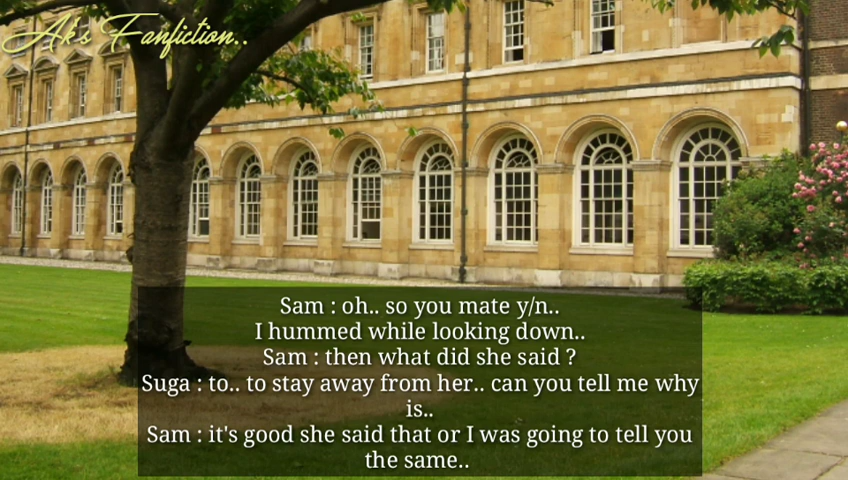 Ak's Fanfiction..
Sam : oh.. so you mate y/n..
I hummed while looking down..
Sam : then what did she said ?
Suga : to.. to stay away from her.. can you tell me why
is..
Sam : it's good she said that or I was going to tell you
the same..